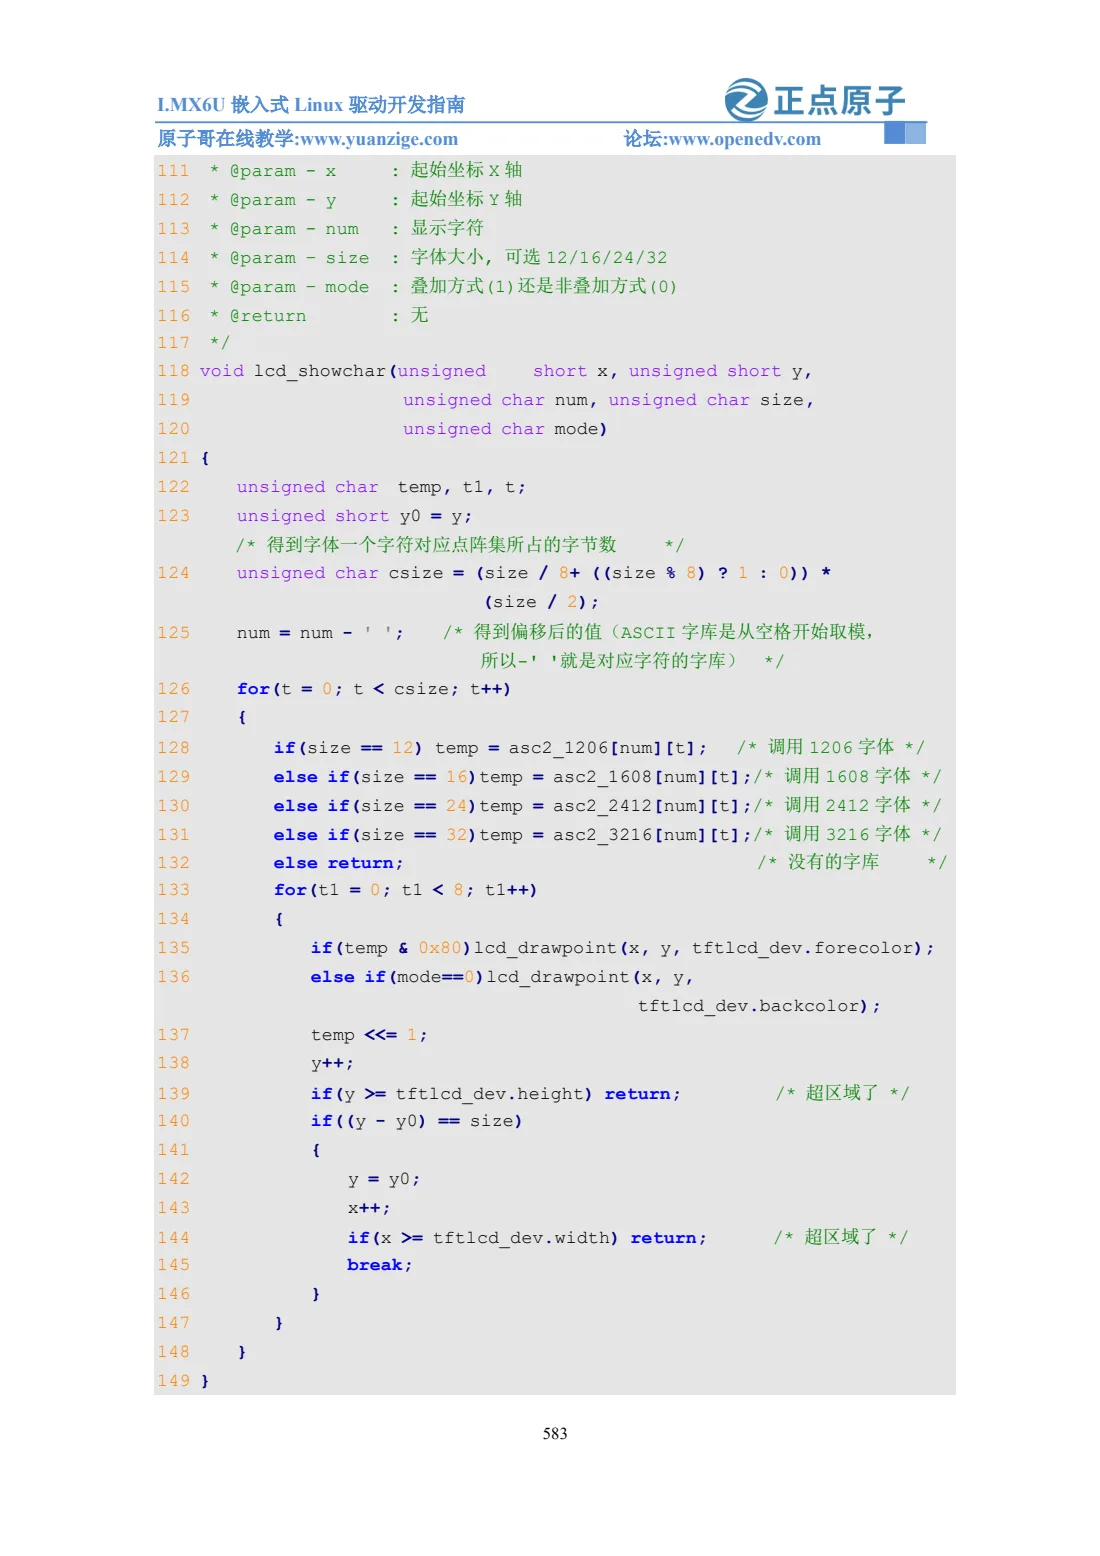 I.MX6U 嵌入式 Linux 驱动开发指南
正点原子
原子哥在线教学:www.yuanzige.com 论坛:www.openedv.com
111 * @param - x : 起始坐标 X 轴
112 * @param - y : 起始坐标 Y 轴
113 * @param - num : 显示字符
114 * @param – size : 字体大小, 可选 12/16/24/32
115 * @param – mode : 叠加方式(1)还是非叠加方式(0)
116 * @return : 无
117 */
118 void lcd_showchar(unsigned short x, unsigned short y,
119 unsigned char num, unsigned char size,
120 unsigned char mode)
121 {
122 unsigned char temp, t1, t;
123 unsigned short y0 = y;
/* 得到字体一个字符对应点阵集所占的字节数 */
124 unsigned char csize = (size / 8+ ((size % 8) ? 1 : 0)) *
(size / 2);
125 num = num - ' '; /* 得到偏移后的值（ASCII 字库是从空格开始取模，
所以-' '就是对应字符的字库） */
126 for(t = 0; t < csize; t++)
127 {
128 if(size == 12) temp = asc2_1206[num][t]; /* 调用 1206 字体 */
129 else if(size == 16)temp = asc2_1608[num][t];/* 调用 1608 字体 */
130 else if(size == 24)temp = asc2_2412[num][t];/* 调用 2412 字体 */
131 else if(size == 32)temp = asc2_3216[num][t];/* 调用 3216 字体 */
132 else return; /* 没有的字库 */
133 for(t1 = 0; t1 < 8; t1++)
134 {
135 if(temp & 0x80)lcd_drawpoint(x, y, tftlcd_dev.forecolor);
136 else if(mode==0)lcd_drawpoint(x, y,
tftlcd_dev.backcolor);
137 temp <<= 1;
138 y++;
139 if(y >= tftlcd_dev.height) return; /* 超区域了 */
140 if((y - y0) == size)
141 {
142 y = y0;
143 x++;
144 if(x >= tftlcd_dev.width) return; /* 超区域了 */
145 break;
146 }
147 }
148 }
149 }
583